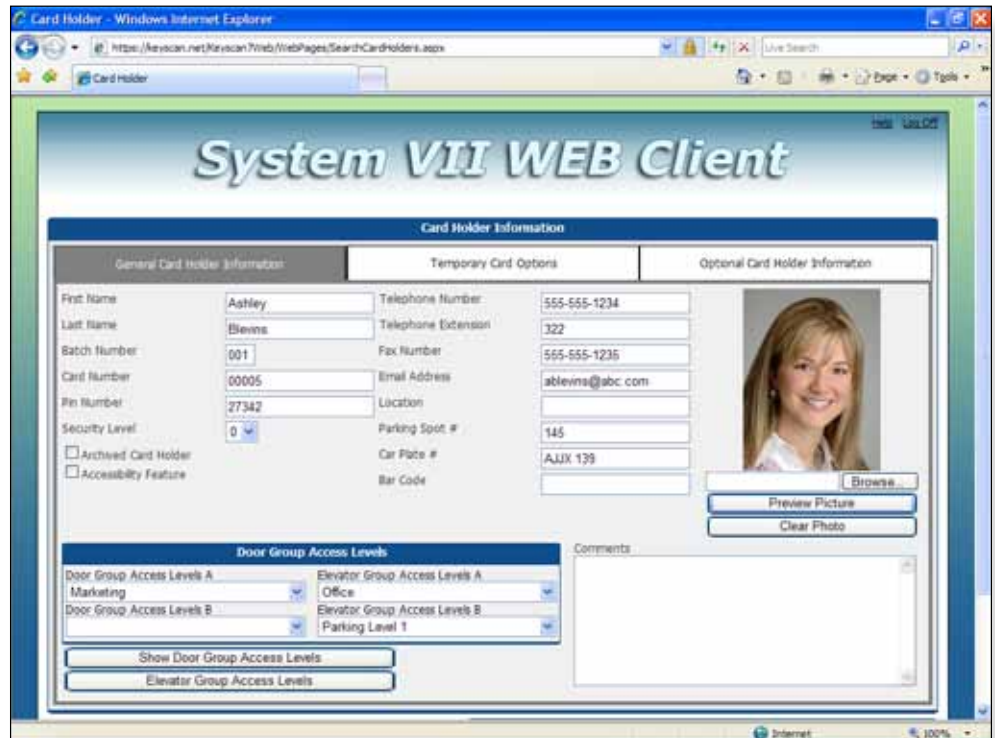 Card Holder - Windows Internet Explorer
https://keyscan.net/Keyscan7Web/WebPages/SearchCardHolders.aspx
Live Search
Card Holder
Page Tools
Help Log Off
System VII WEB Client
Card Holder Information
General Card Holder Information Temporary Card Options Optional Card Holder Information
First Name Ashley Telephone Number 555-555-1234
Last Name Blevins Telephone Extension 322
Batch Number 001 Fax Number 555-555-1235
Card Number 00005 Email Address ablevins@abc.com
Pin Number 27342 Location
Security Level 0 Parking Spot # 145
Archived Card Holder Car Plate # AJJX 139
Accessibility Feature Bar Code
Browse...
Preview Picture
Clear Photo
Door Group Access Levels Comments
Door Group Access Levels A Elevator Group Access Levels A
Marketing Office
Door Group Access Levels B Elevator Group Access Levels B
Parking Level 1
Show Door Group Access Levels
Elevator Group Access Levels
Internet 100%